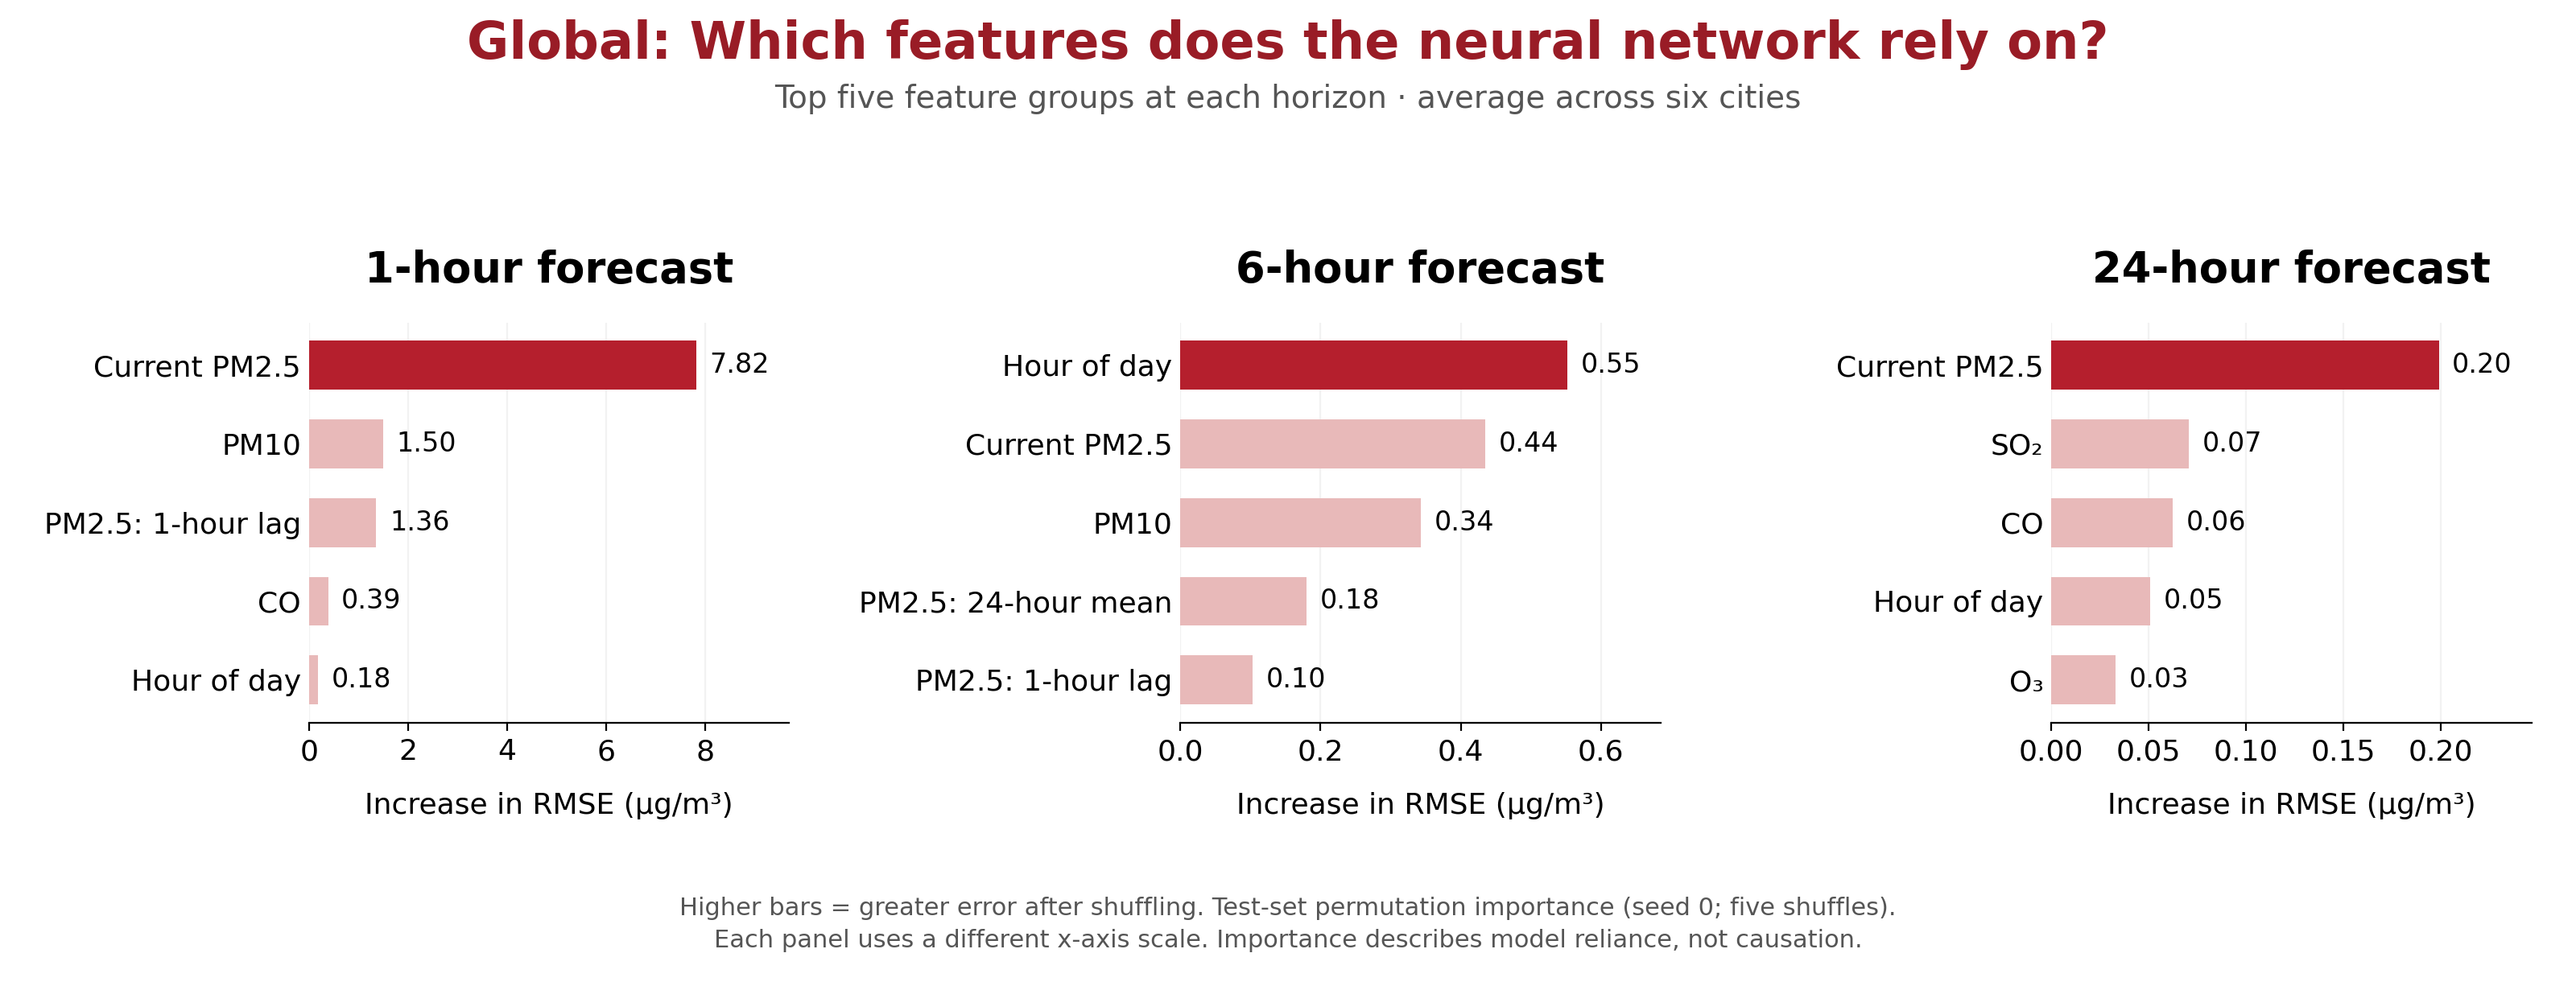 Global: Which features does the neural network rely on?
Top five feature groups at each horizon · average across six cities
1-hour forecast
Current PM2.5
7.82
PM10
1.50
PM2.5: 1-hour lag
1.36
CO
0.39
Hour of day
0.18
0 2 4 6 8
Increase in RMSE (µg/m³)
6-hour forecast
Hour of day
0.55
Current PM2.5
0.44
PM10
0.34
PM2.5: 24-hour mean
0.18
PM2.5: 1-hour lag
0.10
0.0 0.2 0.4 0.6
Increase in RMSE (µg/m³)
24-hour forecast
Current PM2.5
0.20
SO₂
0.07
CO
0.06
Hour of day
0.05
O₃
0.03
0.00 0.05 0.10 0.15 0.20
Increase in RMSE (µg/m³)
Higher bars = greater error after shuffling. Test-set permutation importance (seed 0; five shuffles).
Each panel uses a different x-axis scale. Importance describes model reliance, not causation.